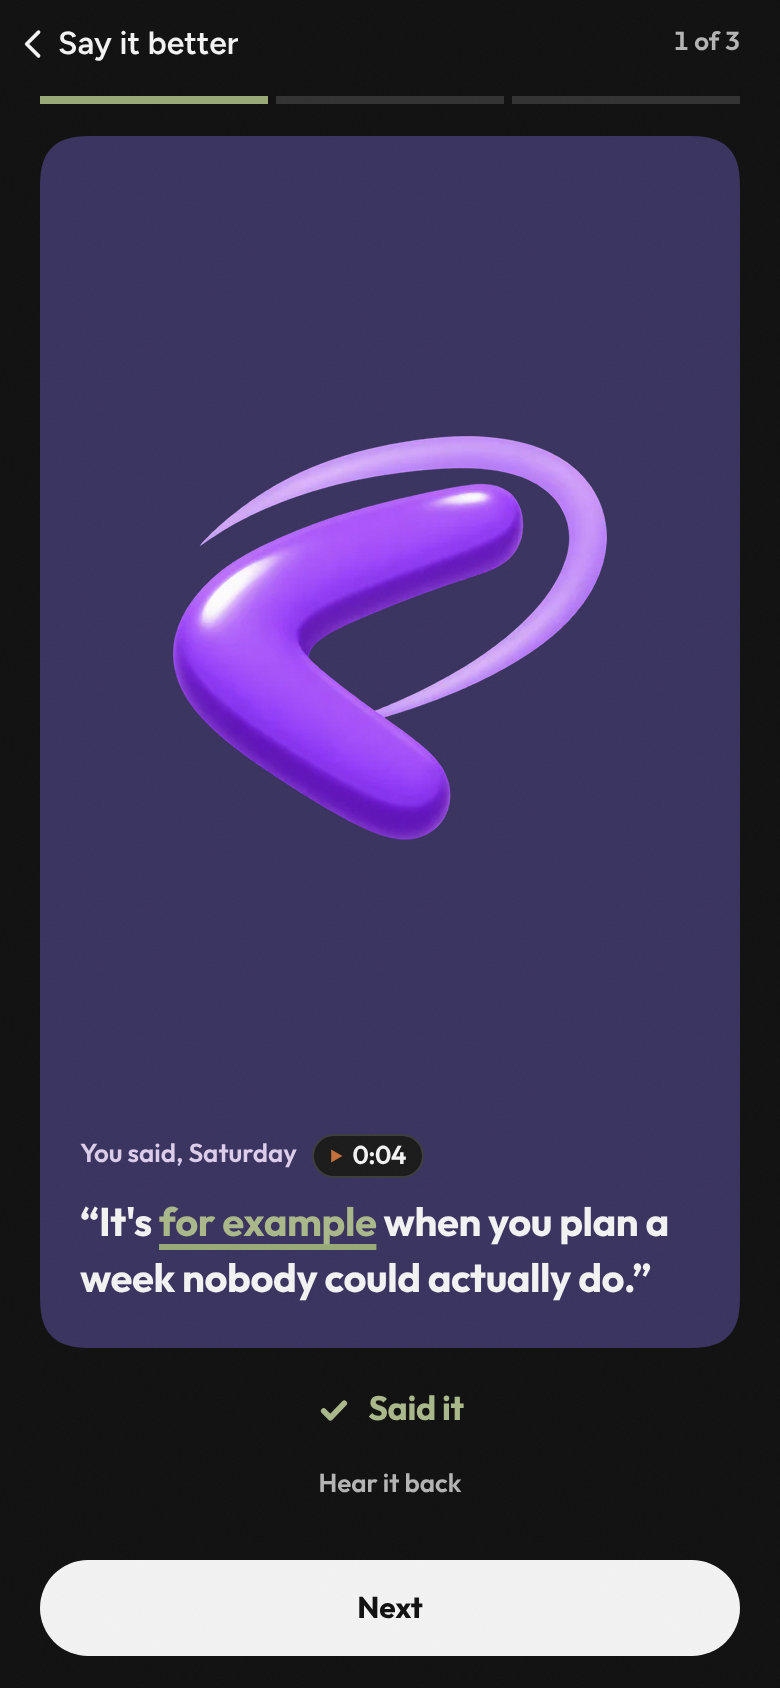 Say it better
1 of 3
You said, Saturday
0:04
“It's for example when you plan a
week nobody could actually do.”
Said it
Hear it back
Next